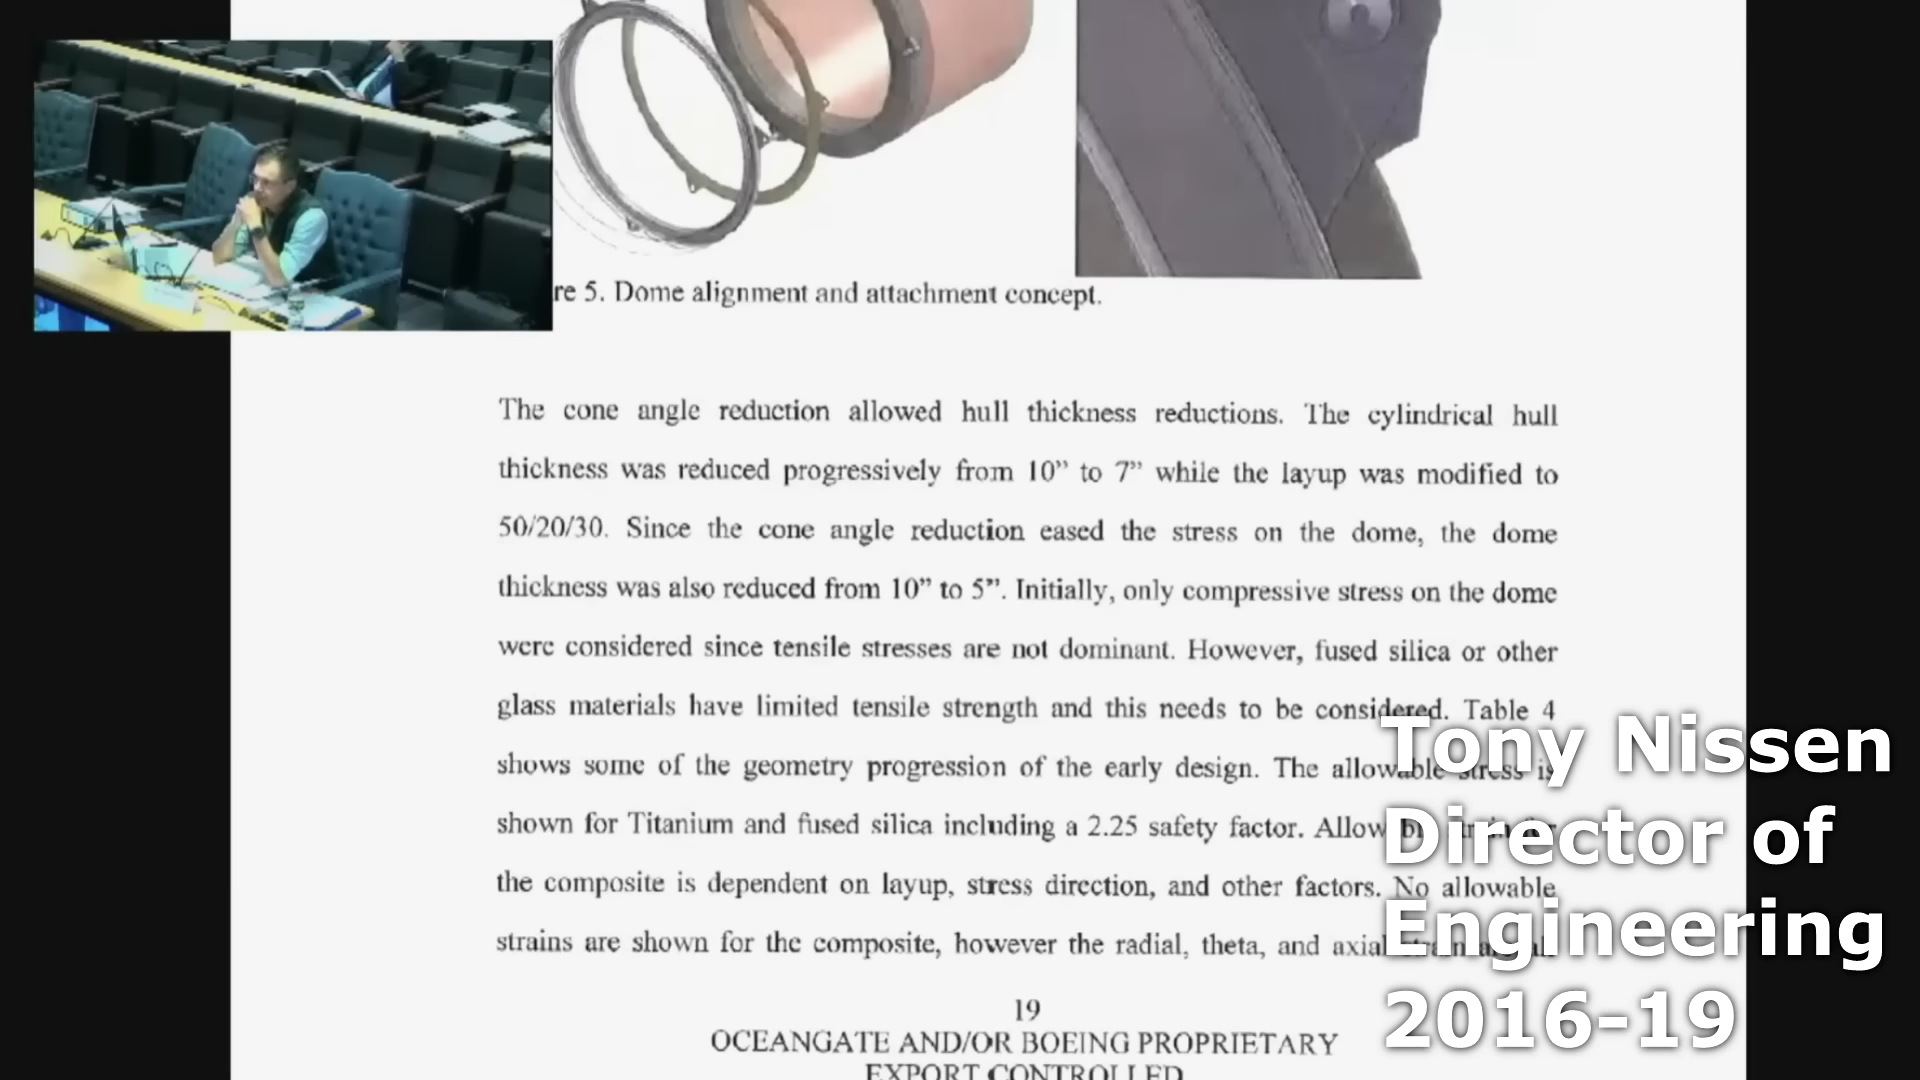 re 5. Dome alignment and attachment concept.
The cone angle reduction allowed hull thickness reductions. The cylindrical hull
thickness was reduced progressively from 10” to 7” while the layup was modified to
50/20/30. Since the cone angle reduction eased the stress on the dome, the dome
thickness was also reduced from 10” to 5”. Initially, only compressive stress on the dome
were considered since tensile stresses are not dominant. However, fused silica or other
glass materials have limited tensile strength and this needs to be considered. Table 4
shows some of the geometry progression of the early design. The allowable stress is
shown for Titanium and fused silica including a 2.25 safety factor.
the composite is dependent on layup, stress direction, and other factors. No allowable
strains are shown for the composite, however the radial, theta, and axial
19
OCEANGATE AND/OR BOEING PROPRIETARY
EXPORT CONTROLLED
Tony Nissen
Director of
Engineering
2016-19